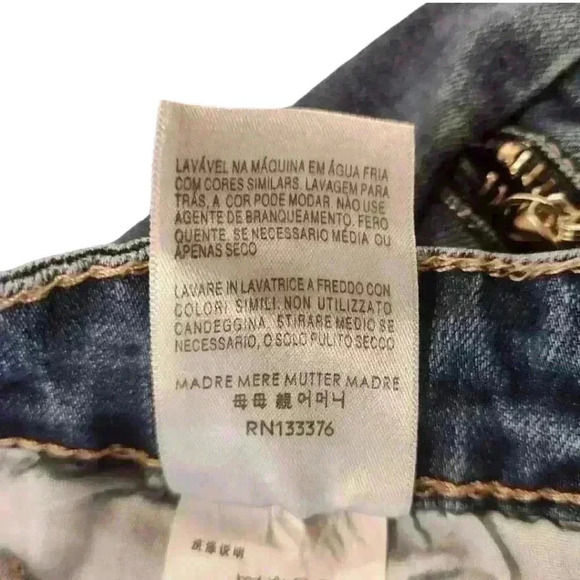 LAVÁVEL NA MÁQUINA EM ÁGUA FRIA
COM CORES SIMILARS. LAVAGEM PARA
TRÁS, A COR PODE MODAR NÃO USE
AGENTE DE BRANQUEAMENTO, FERO
QUENTE, SE NECESSARIO MÉDIA OU
APENAS SECO
LAVARE IN LAVATRICE A FREDDO CON
COLORI SIMILI. NON UTILIZZATO
CANDEGGINA, STIRARE MEDIO SE
NECESSARIO, O SOLO PULITO SECCO
MADRE MERE MUTTER MADRE
母 母 親 어머니
RN133376